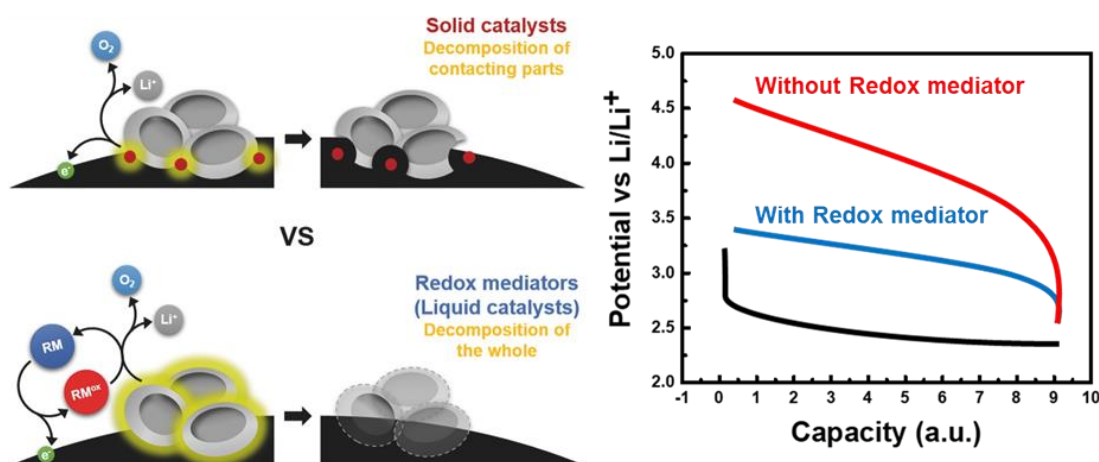 Solid catalysts
Decomposition of
contacting parts
O₂
Li⁺
e⁻
VS
Redox mediators
(Liquid catalysts)
Decomposition of
the whole
O₂
Li⁺
RM
RMᵒˣ
e⁻
Potential vs Li/Li⁺
5.0
4.5
4.0
3.5
3.0
2.5
2.0
Without Redox mediator
With Redox mediator
-1 0 1 2 3 4 5 6 7 8 9 10
Capacity (a.u.)